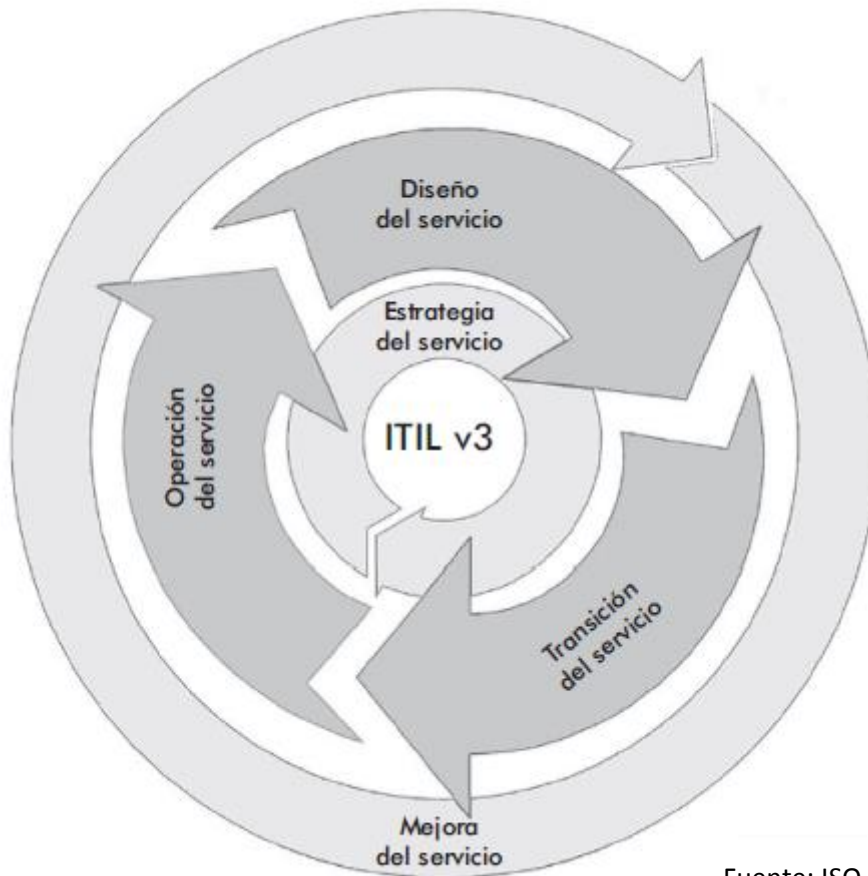 Diseño
del servicio
Estrategia
del servicio
ITIL v3
Operación
del servicio
Transición
del servicio
Mejora
del servicio
Fuente: ISO